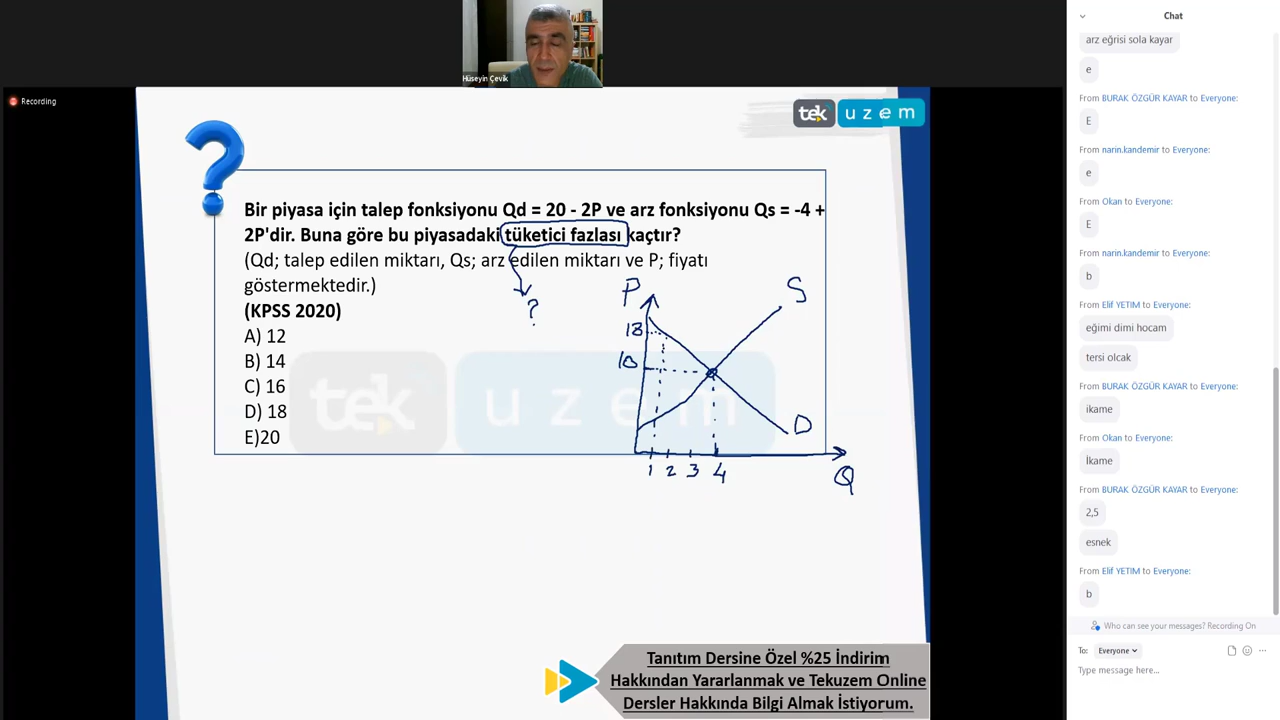 Hüseyin Çevik
Recording
tek uzem
Bir piyasa için talep fonksiyonu Qd = 20 - 2P ve arz fonksiyonu Qs = -4 +
2P'dir. Buna göre bu piyasadaki tüketici fazlası kaçtır?
(Qd; talep edilen miktarı, Qs; arz edilen miktarı ve P; fiyatı
göstermektedir.)
(KPSS 2020)
A) 12
B) 14
C) 16
D) 18
E)20
?
P
S
D
Q
1 2 3 4
tek uzem
Tanıtım Dersine Özel %25 İndirim
Hakkından Yararlanmak ve Tekuzem Online
Dersler Hakkında Bilgi Almak İstiyorum.
Chat
arz eğrisi sola kayar
e
From BURAK ÖZGÜR KAYAR to Everyone:
E
From narin.kandemir to Everyone:
e
From Okan to Everyone:
E
From narin.kandemir to Everyone:
b
From Elif YETIM to Everyone:
eğimi dimi hocam
tersi olcak
From BURAK ÖZGÜR KAYAR to Everyone:
ikame
From Okan to Everyone:
İkame
From BURAK ÖZGÜR KAYAR to Everyone:
2,5
esnek
From Elif YETIM to Everyone:
b
Who can see your messages? Recording On
To: Everyone
Type message here...